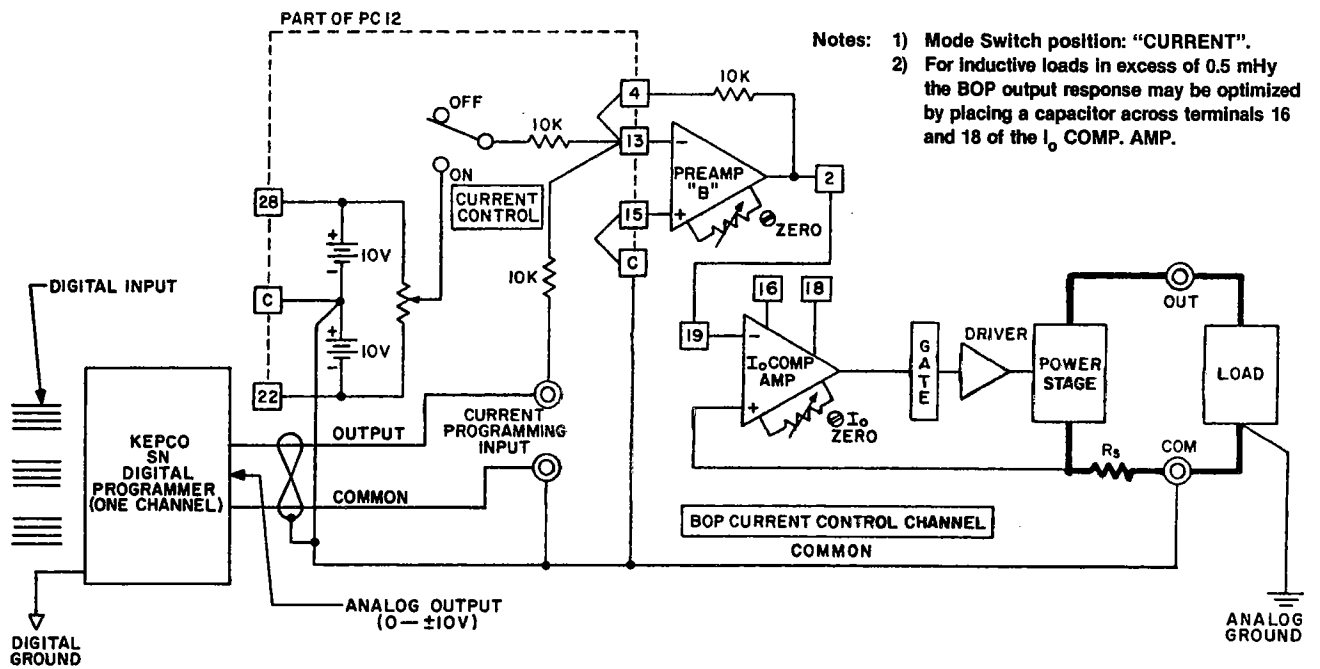 PART OF PC 12
Notes: 1) Mode Switch position: "CURRENT".
2) For inductive loads in excess of 0.5 mHy
the BOP output response may be optimized
by placing a capacitor across terminals 16
and 18 of the Io COMP. AMP.
4
10K
OFF
10K
13
−
PREAMP
"B"
2
ON
CURRENT
CONTROL
28
15
+
ZERO
+
10V
-
C
10K
DIGITAL INPUT
C
16
18
OUT
+
10V
-
19
−
Io COMP
AMP
+
GATE
DRIVER
POWER
STAGE
LOAD
22
Io
ZERO
CURRENT
PROGRAMMING
INPUT
OUTPUT
KEPCO
SN
DIGITAL
PROGRAMMER
(ONE CHANNEL)
COMMON
Rs
COM
BOP CURRENT CONTROL CHANNEL
COMMON
ANALOG OUTPUT
(0— ±10V)
DIGITAL
GROUND
ANALOG
GROUND